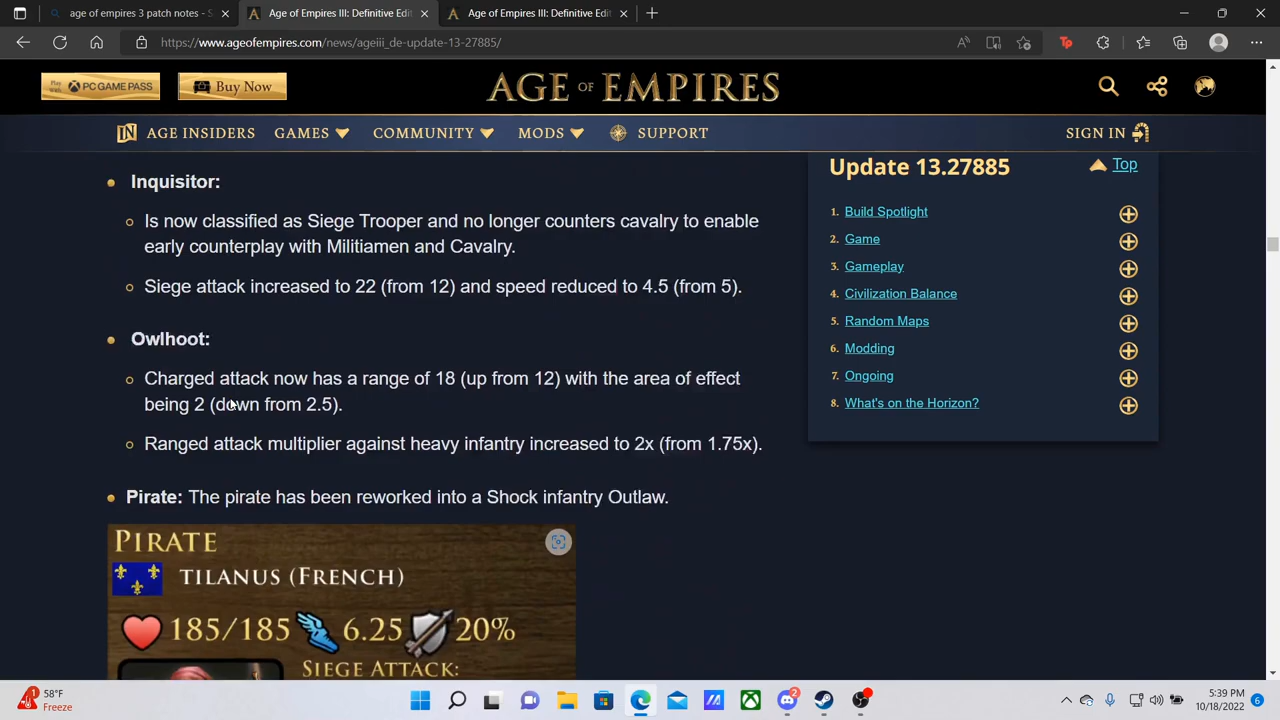 age of empires 3 patch notes - S
Age of Empires III: Definitive Edit
Age of Empires III: Definitive Edit
https://www.ageofempires.com/news/ageiii_de-update-13-27885/
PC GAME PASS
Buy Now
AGE OF EMPIRES
AGE INSIDERS
GAMES
COMMUNITY
MODS
SUPPORT
SIGN IN
Inquisitor:
Is now classified as Siege Trooper and no longer counters cavalry to enable
early counterplay with Militiamen and Cavalry.
Siege attack increased to 22 (from 12) and speed reduced to 4.5 (from 5).
Owlhoot:
Charged attack now has a range of 18 (up from 12) with the area of effect
being 2 (down from 2.5).
Ranged attack multiplier against heavy infantry increased to 2x (from 1.75x).
Pirate: The pirate has been reworked into a Shock infantry Outlaw.
PIRATE
TILANUS (FRENCH)
185/185 6.25 20%
SIEGE ATTACK:
Update 13.27885
Top
1. Build Spotlight
2. Game
3. Gameplay
4. Civilization Balance
5. Random Maps
6. Modding
7. Ongoing
8. What's on the Horizon?
1
58°F
Freeze
2
5:39 PM
10/18/2022
6